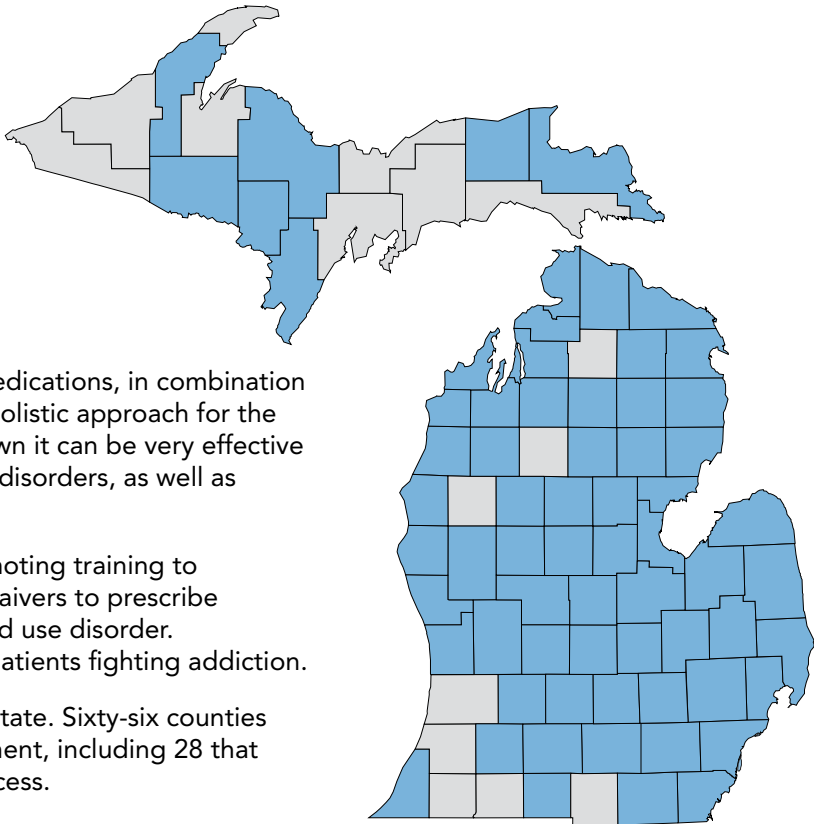 edications, in combination
olistic approach for the
wn it can be very effective
disorders, as well as
noting training to
aivers to prescribe
d use disorder.
atients fighting addiction.
tate. Sixty-six counties
nent, including 28 that
cess.